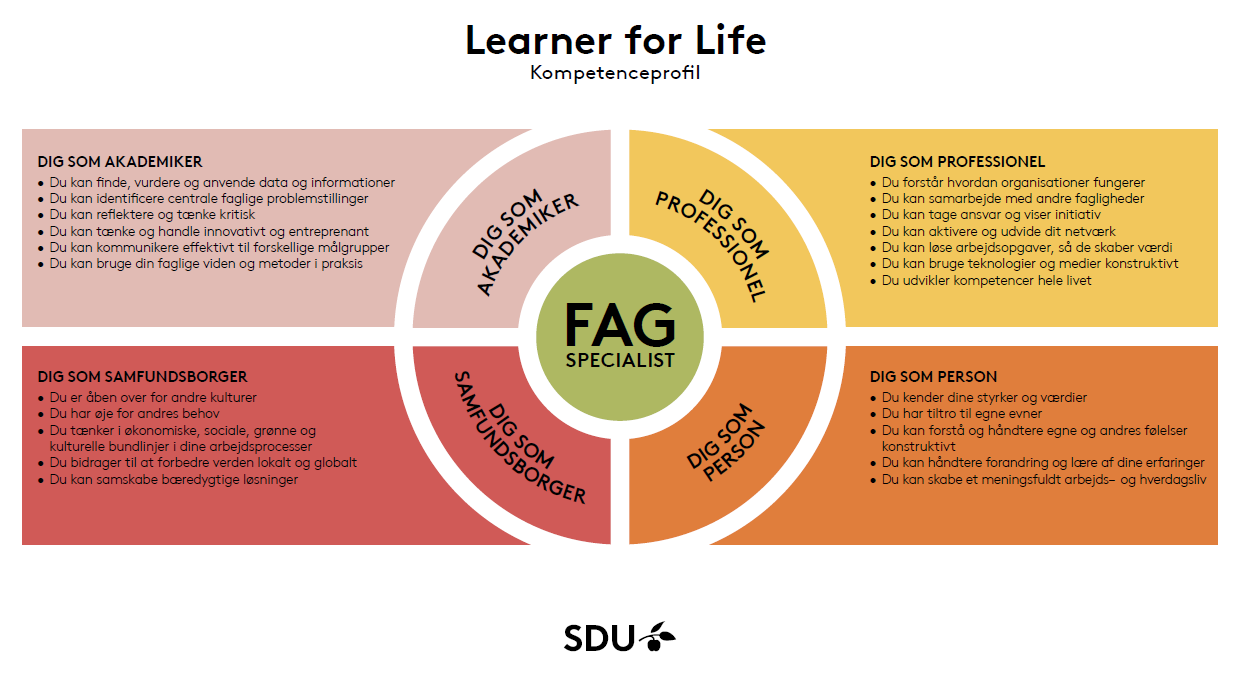 Learner for Life
Kompetenceprofil
DIG SOM AKADEMIKER
• Du kan finde, vurdere og anvende data og informationer
• Du kan identificere centrale faglige problemstillinger
• Du kan reflektere og tænke kritisk
• Du kan tænke og handle innovativt og entreprenant
• Du kan kommunikere effektivt til forskellige målgrupper
• Du kan bruge din faglige viden og metoder i praksis
DIG SOM
AKADEMIKER
DIG SOM
PROFESSIONEL
DIG SOM PROFESSIONEL
• Du forstår hvordan organisationer fungerer
• Du kan samarbejde med andre fagligheder
• Du kan tage ansvar og viser initiativ
• Du kan aktivere og udvide dit netværk
• Du kan løse arbejdsopgaver, så de skaber værdi
• Du kan bruge teknologier og medier konstruktivt
• Du udvikler kompetencer hele livet
FAG
SPECIALIST
DIG SOM SAMFUNDSBORGER
• Du er åben over for andre kulturer
• Du har øje for andres behov
• Du tænker i økonomiske, sociale, grønne og
kulturelle bundlinjer i dine arbejdsprocesser
• Du bidrager til at forbedre verden lokalt og globalt
• Du kan samskabe bæredygtige løsninger
DIG SOM
SAMFUNDSBORGER
DIG SOM
PERSON
DIG SOM PERSON
• Du kender dine styrker og værdier
• Du har tiltro til egne evner
• Du kan forstå og håndtere egne og andres følelser
konstruktivt
• Du kan håndtere forandring og lære af dine erfaringer
• Du kan skabe et meningsfuldt arbejds– og hverdagsliv
SDU